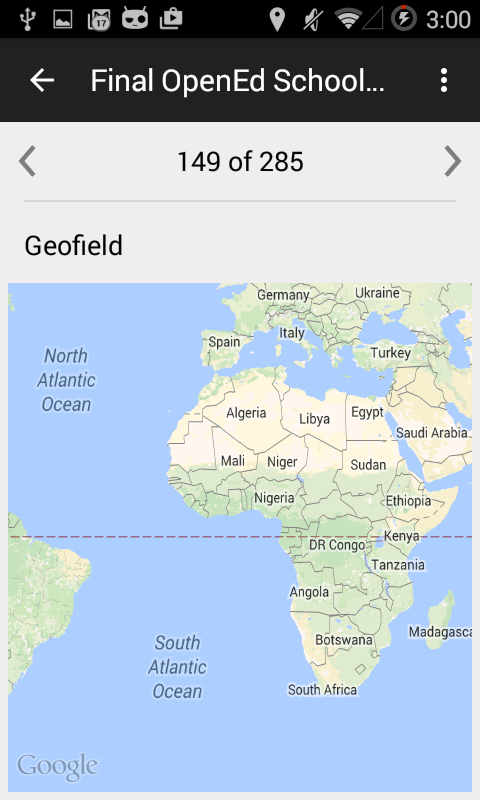 17
3:00
Final OpenEd School...
149 of 285
Geofield
Germany
Ukraine
Italy
Spain
Turkey
North
Atlantic
Ocean
Algeria
Libya
Egypt
Saudi Arabia
Mali
Niger
Sudan
Nigeria
Ethiopia
Kenya
DR Congo
Tanzania
Angola
Botswana
Madagasca
South
Atlantic
Ocean
South Africa
Google